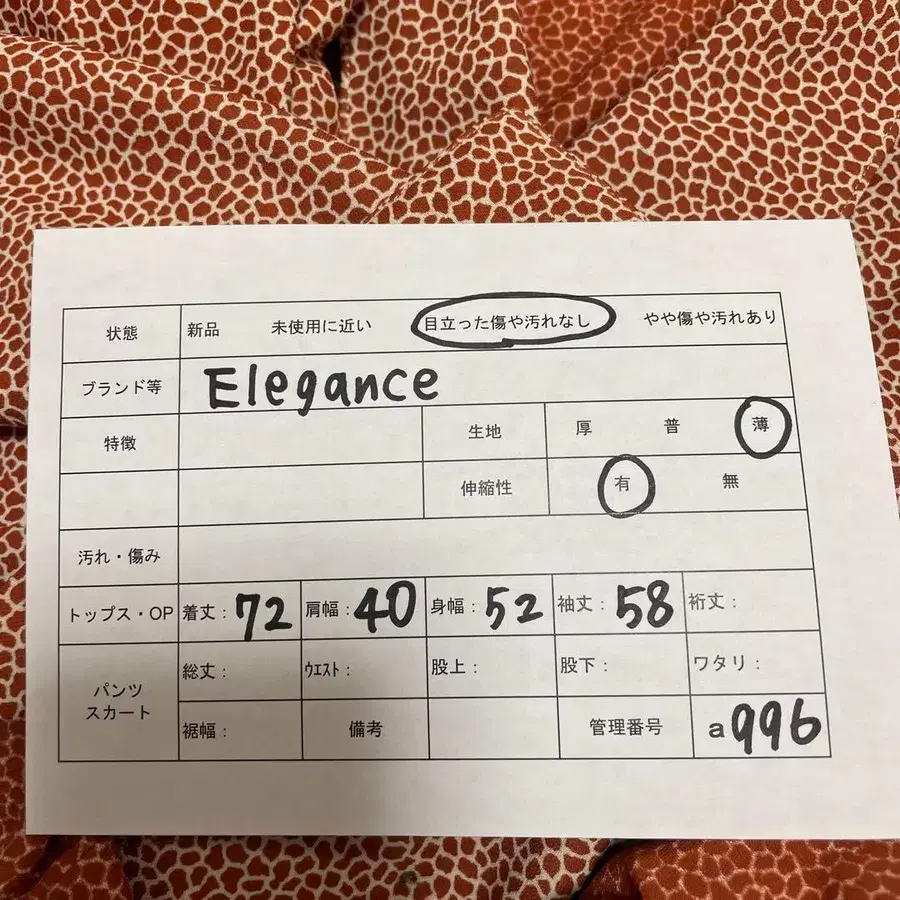 状態 新品 未使用に近い 目立った傷や汚れなし やや傷や汚れあり
ブランド等 Elegance
特徴 生地 厚 普 薄
伸縮性 有 無
汚れ・傷み
トップス・OP 着丈： 72 肩幅： 40 身幅： 52 袖丈： 58 裄丈：
パンツ スカート 総丈： ｳｴｽﾄ： 股上： 股下： ワタリ：
裾幅： 備考 管理番号 a996